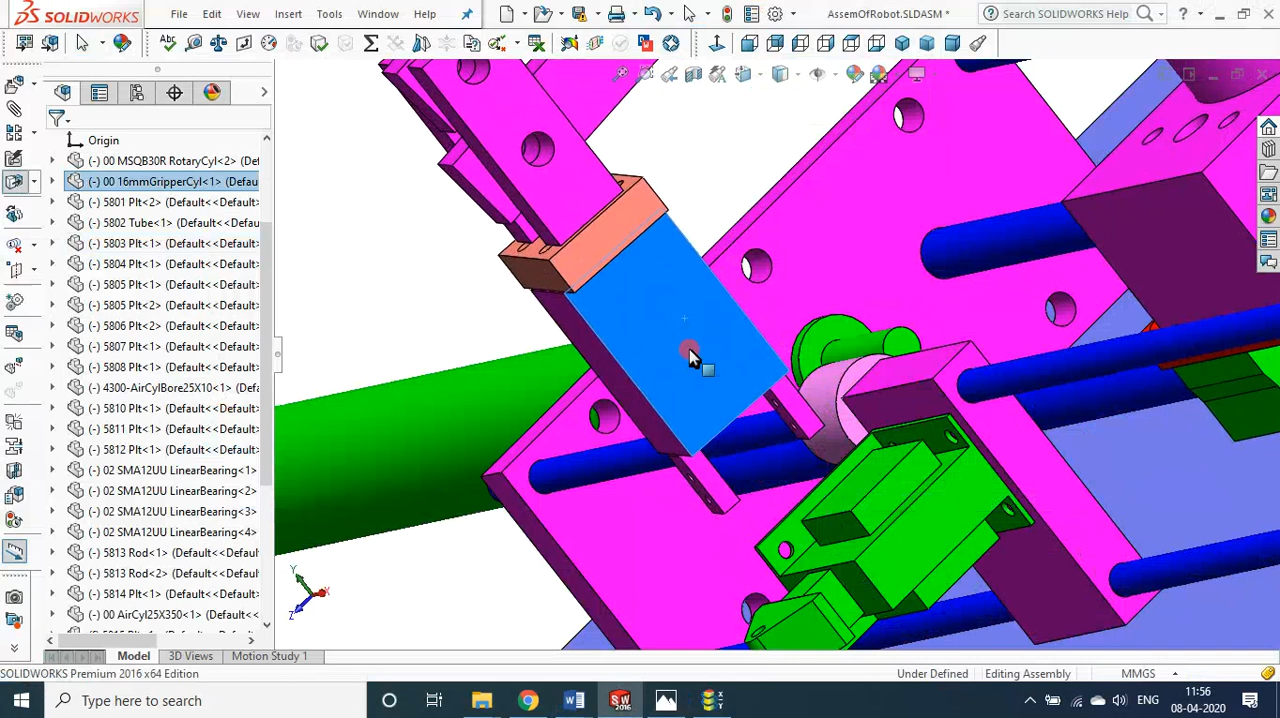 SOLIDWORKS File Edit View Insert Tools Window Help AssemOfRobot.SLDASM * Search SOLIDWORKS Help ?
Origin
(-) 00 MSQB30R RotaryCyl<2> (Def
(-) 00 16mmGripperCyl<1> (Defau
(-) 5801 Plt<2> (Default<<Default
(-) 5802 Tube<1> (Default<<Defau
(-) 5803 Plt<1> (Default<<Default
(-) 5804 Plt<1> (Default<<Default
(-) 5805 Plt<1> (Default<<Default
(-) 5805 Plt<2> (Default<<Default
(-) 5806 Plt<2> (Default<<Default
(-) 5807 Plt<1> (Default<<Default
(-) 5808 Plt<1> (Default<<Default
(-) 4300-AirCylBore25X10<1> (Def
(-) 5810 Plt<1> (Default<<Default
(-) 5811 Plt<1> (Default<<Default
(-) 5812 Plt<1> (Default<<Default
(-) 02 SMA12UU LinearBearing<1>
(-) 02 SMA12UU LinearBearing<2>
(-) 02 SMA12UU LinearBearing<3>
(-) 02 SMA12UU LinearBearing<4>
(-) 5813 Rod<1> (Default<<Defaul
(-) 5813 Rod<2> (Default<<Defaul
(-) 5814 Plt<1> (Default<<Default
(-) 00 AirCyl25X350<1> (Default<
Y
X
Z
Model 3D Views Motion Study 1
SOLIDWORKS Premium 2016 x64 Edition Under Defined Editing Assembly MMGS
Type here to search ENG 11:56
08-04-2020